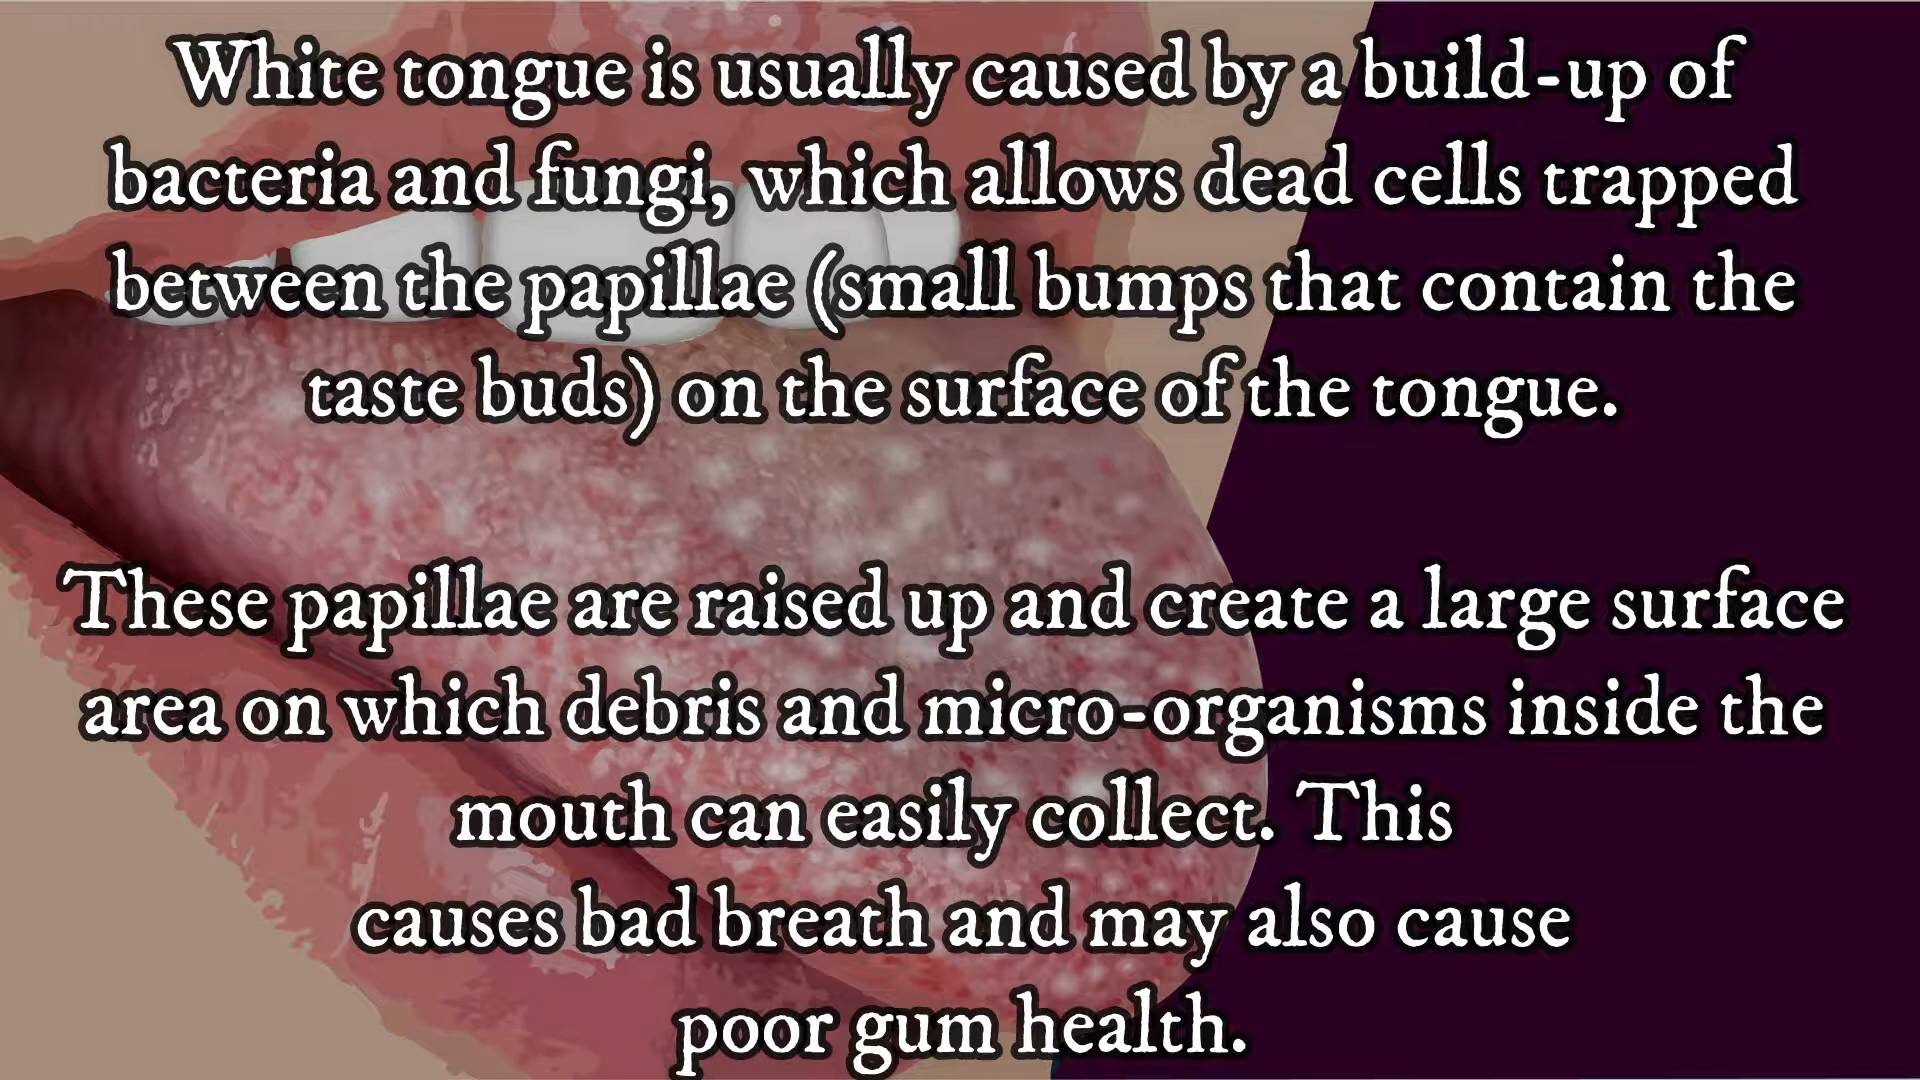 White tongue is usually caused by a build-up of
bacteria and fungi, which allows dead cells trapped
between the papillae (small bumps that contain the
taste buds) on the surface of the tongue.
These papillae are raised up and create a large surface
area on which debris and micro-organisms inside the
mouth can easily collect. This
causes bad breath and may also cause
poor gum health.